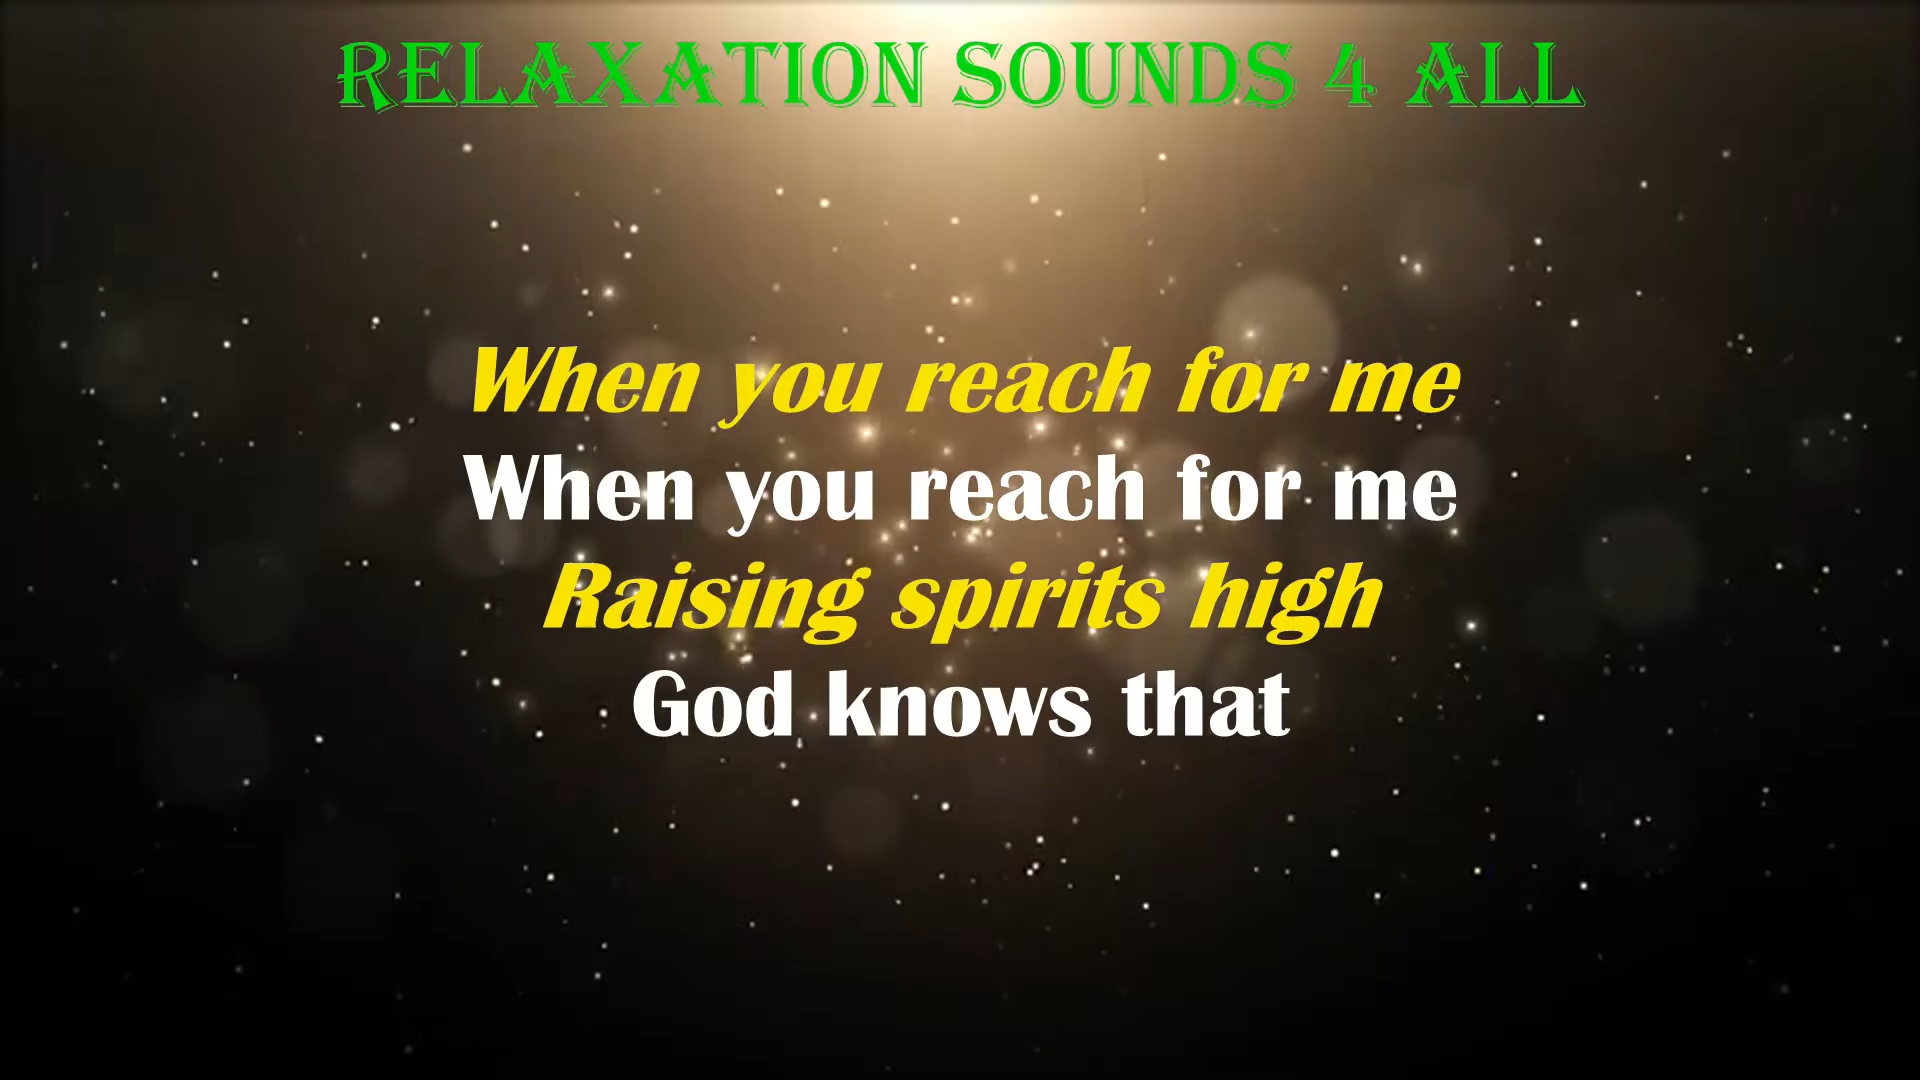 RELAXATION SOUNDS 4 ALL
When you reach for me
When you reach for me
Raising spirits high
God knows that